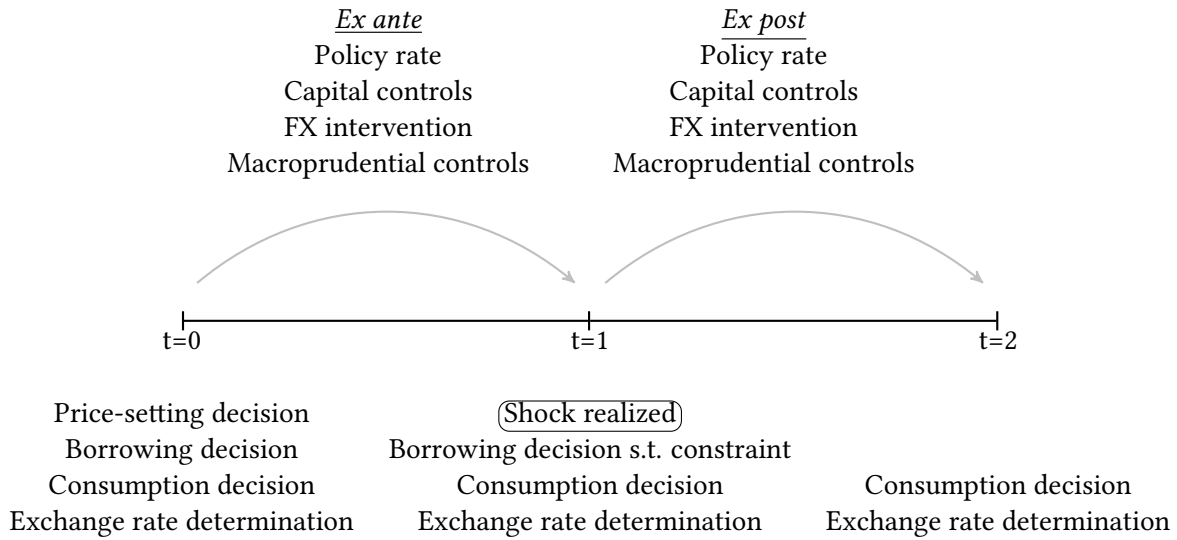 Ex ante
Policy rate
Capital controls
FX intervention
Macroprudential controls
Ex post
Policy rate
Capital controls
FX intervention
Macroprudential controls
t=0
t=1
t=2
Price-setting decision
Borrowing decision
Consumption decision
Exchange rate determination
Shock realized
Borrowing decision s.t. constraint
Consumption decision
Exchange rate determination
Consumption decision
Exchange rate determination